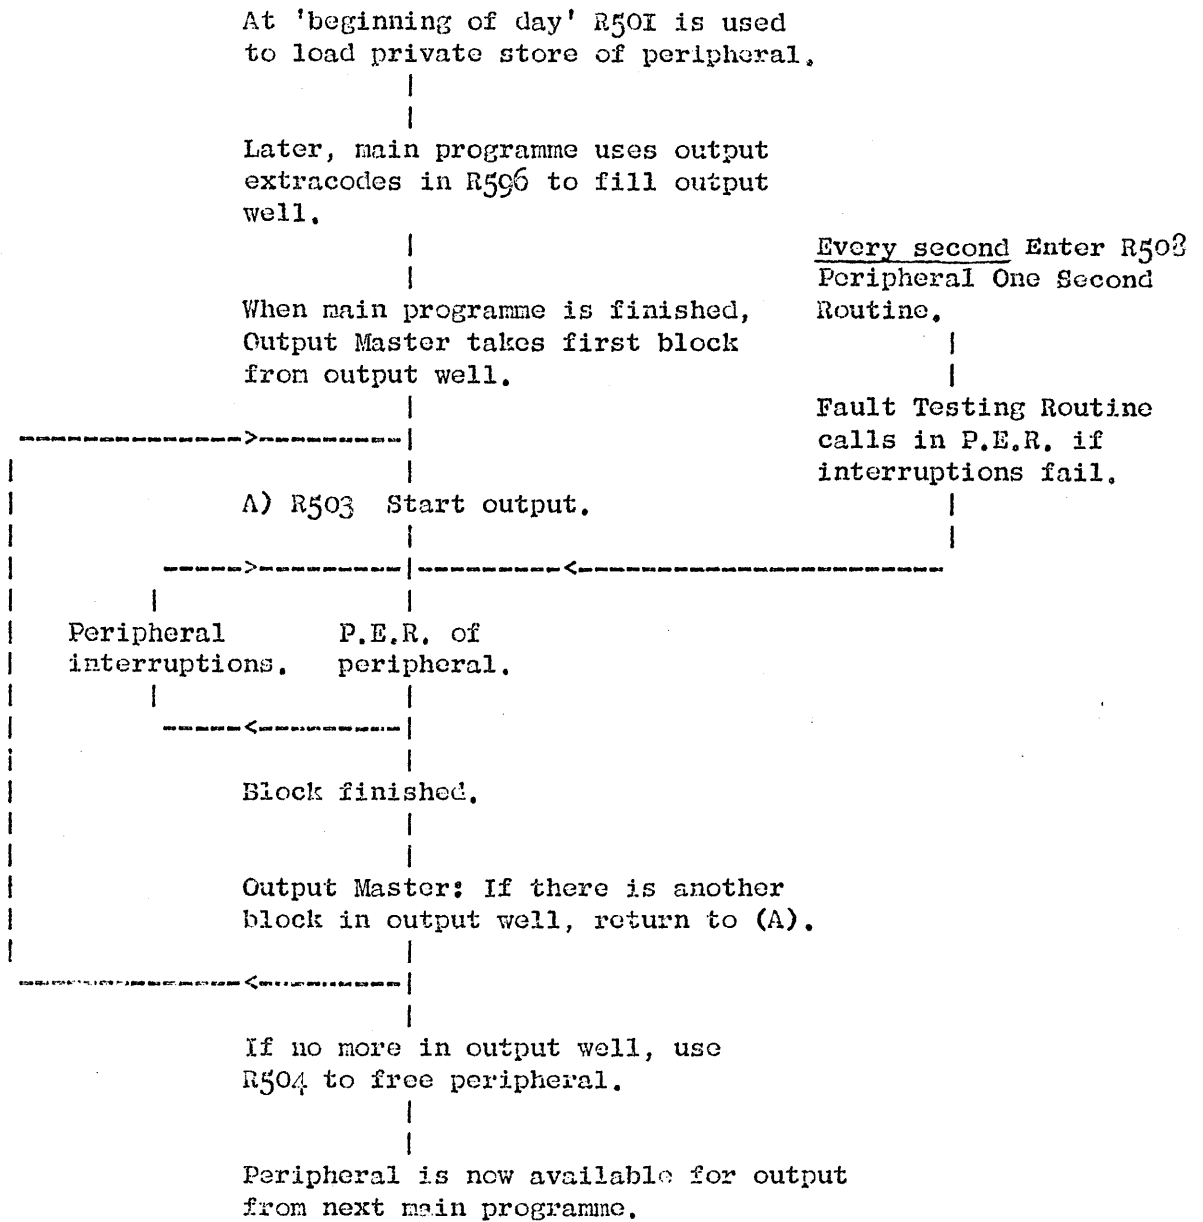 At 'beginning of day' R501 is used
to load private store of peripheral.
Later, main programme uses output
extracodes in R596 to fill output
well.
Every second Enter R508
Peripheral One Second
Routine.
When main programme is finished,
Output Master takes first block
from output well.
Fault Testing Routine
calls in P.E.R. if
interruptions fail.
A) R503 Start output.
Peripheral
interruptions.
P.E.R. of
peripheral.
Block finished.
Output Master: If there is another
block in output well, return to (A).
If no more in output well, use
R504 to free peripheral.
Peripheral is now available for output
from next main programme.